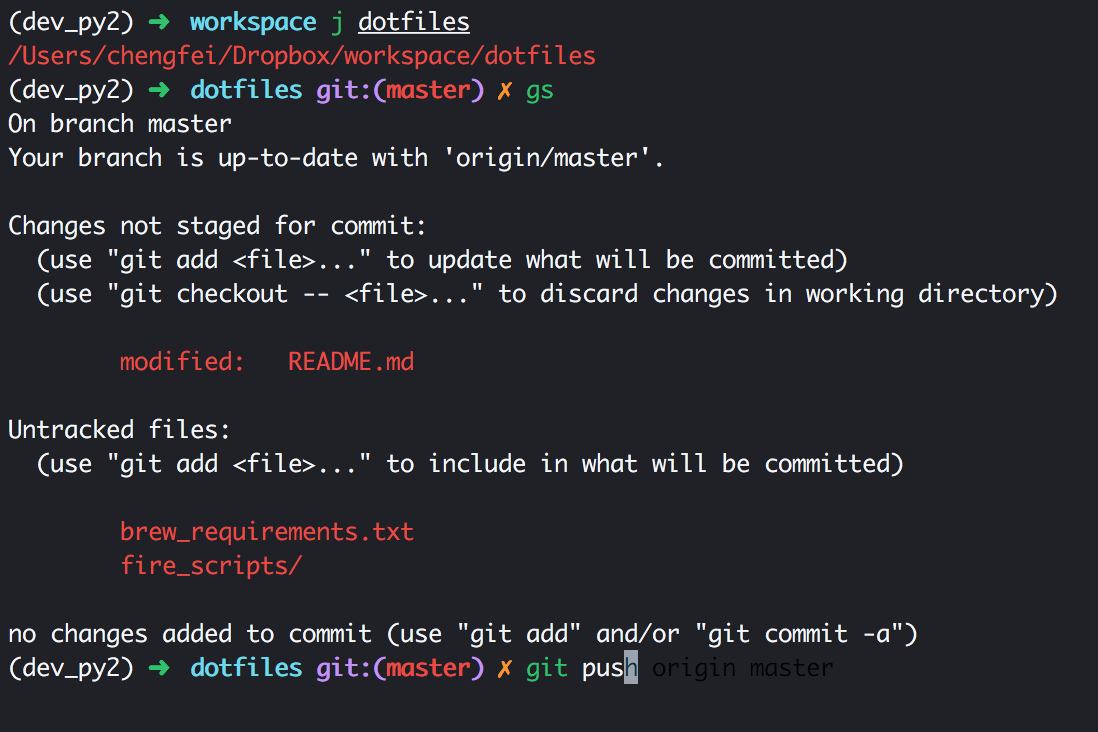 (dev_py2) ➜  workspace j dotfiles
/Users/chengfei/Dropbox/workspace/dotfiles
(dev_py2) ➜  dotfiles git:(master) ✗ gs
On branch master
Your branch is up-to-date with 'origin/master'.
Changes not staged for commit:
  (use "git add <file>..." to update what will be committed)
  (use "git checkout -- <file>..." to discard changes in working directory)
        modified:   README.md
Untracked files:
  (use "git add <file>..." to include in what will be committed)
        brew_requirements.txt
        fire_scripts/
no changes added to commit (use "git add" and/or "git commit -a")
(dev_py2) ➜  dotfiles git:(master) ✗ git push origin master